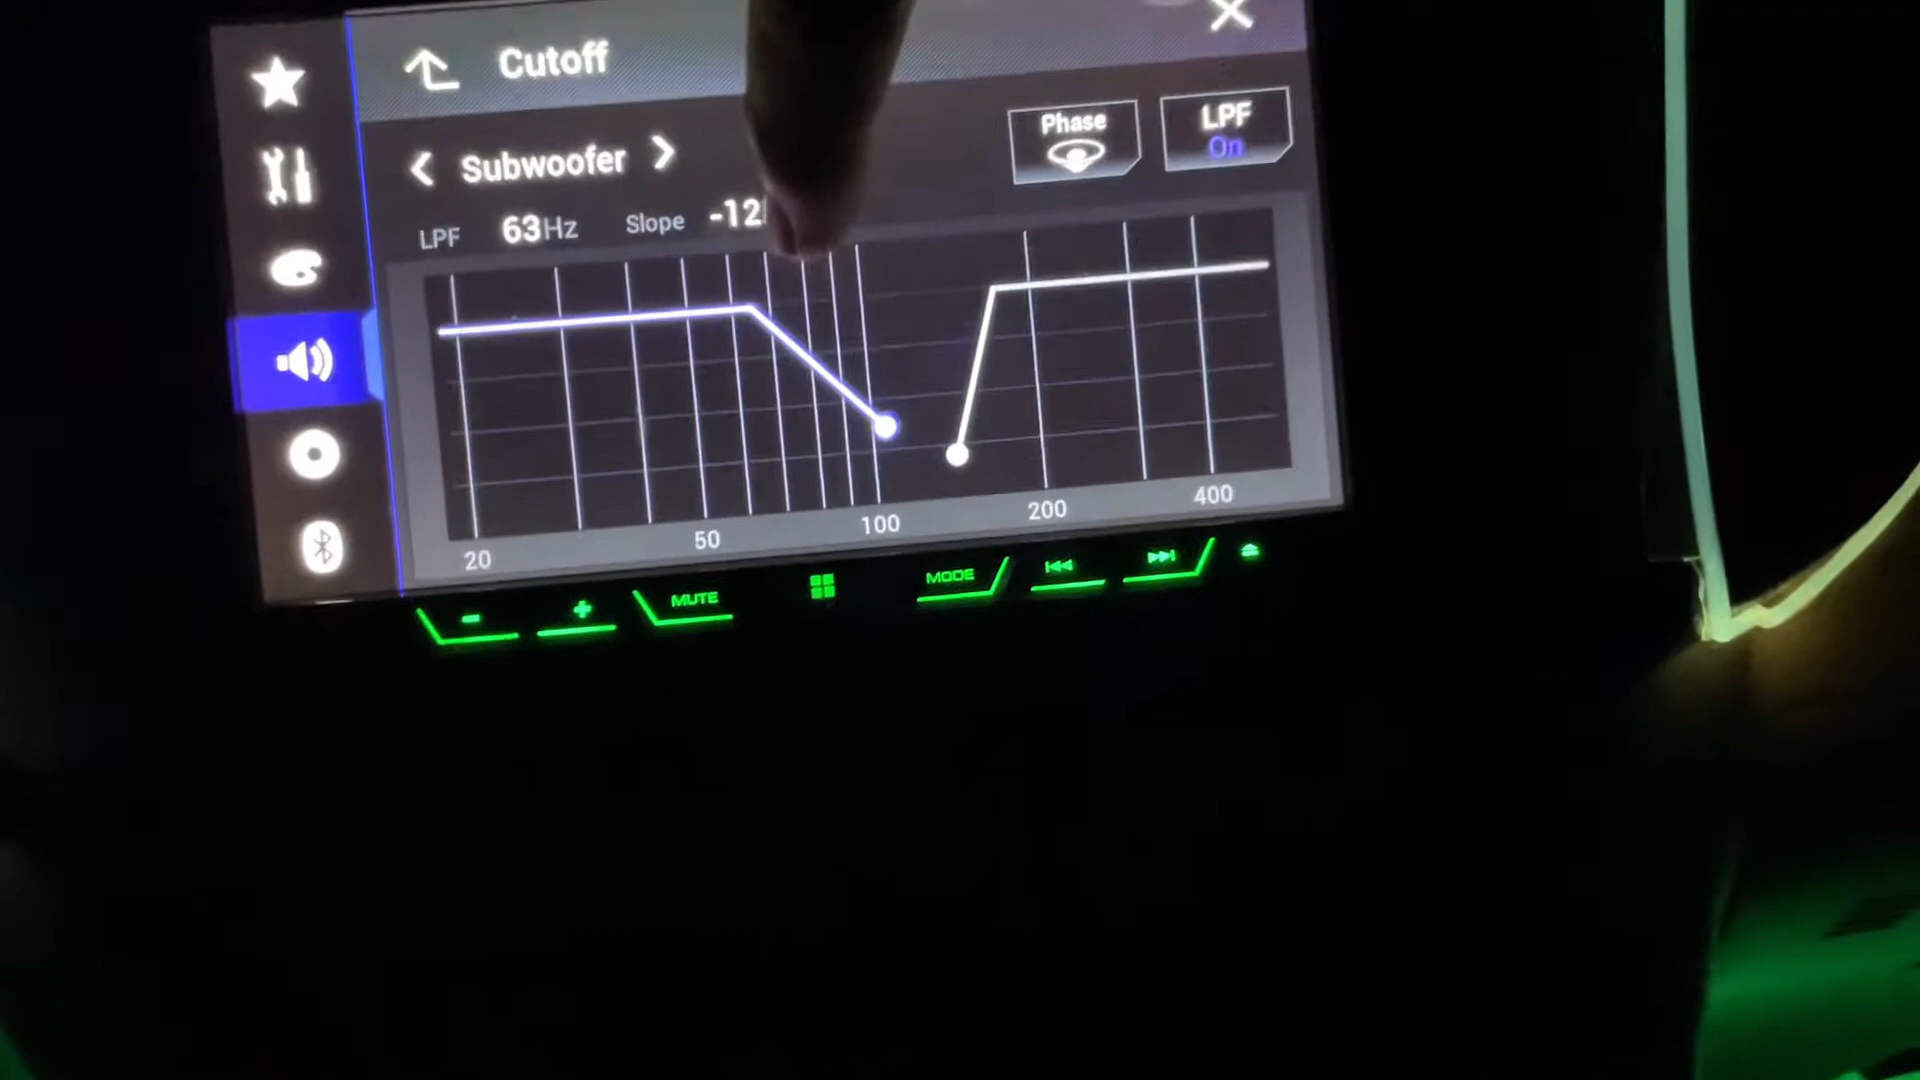 Cutoff
Subwoofer
Phase
LPF
On
LPF 63Hz Slope -12
20 50 100 200 400
MUTE
MODE